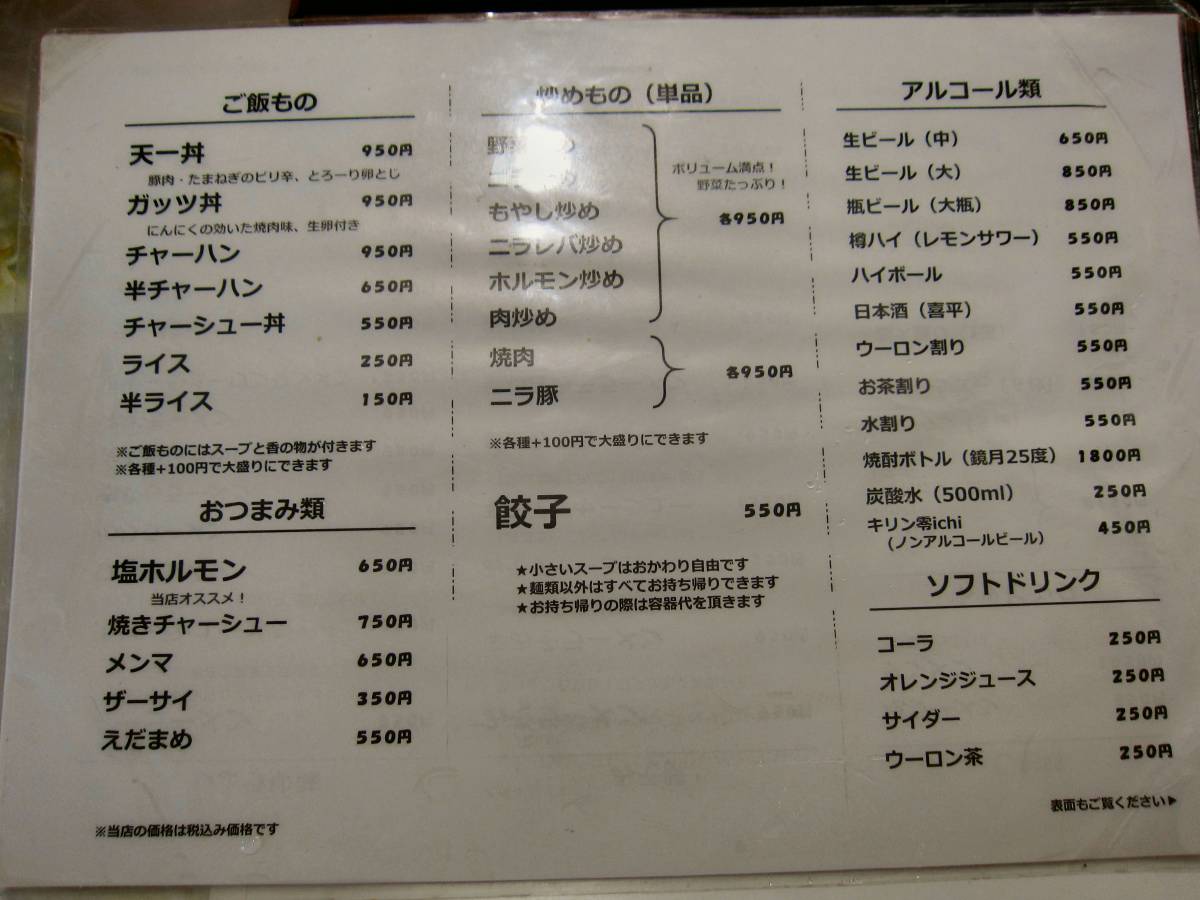 ご飯もの
天一丼 950円
豚肉・たまねぎのピリ辛、とろーり卵とじ
ガッツ丼 950円
にんにくの効いた焼肉味、生卵付き
チャーハン 950円
半チャーハン 650円
チャーシュー丼 550円
ライス 250円
半ライス 150円
※ご飯ものにはスープと香の物が付きます
※各種+100円で大盛りにできます
おつまみ類
塩ホルモン 650円
当店オススメ！
焼きチャーシュー 750円
メンマ 650円
ザーサイ 350円
えだまめ 550円
※当店の価格は税込み価格です
炒めもの（単品）
野菜
もやし炒め
ニラレバ炒め
ホルモン炒め
肉炒め
ボリューム満点！
野菜たっぷり！
各950円
焼肉
ニラ豚
各950円
※各種+100円で大盛りにできます
餃子 550円
★小さいスープはおかわり自由です
★麺類以外はすべてお持ち帰りできます
★お持ち帰りの際は容器代を頂きます
アルコール類
生ビール（中） 650円
生ビール（大） 850円
瓶ビール（大瓶） 850円
樽ハイ（レモンサワー） 550円
ハイボール 550円
日本酒（喜平） 550円
ウーロン割り 550円
お茶割り 550円
水割り 550円
焼酎ボトル（鏡月25度） 1800円
炭酸水（500ml） 250円
キリン零ichi 450円
（ノンアルコールビール）
ソフトドリンク
コーラ 250円
オレンジジュース 250円
サイダー 250円
ウーロン茶 250円
表面もご覧ください▶